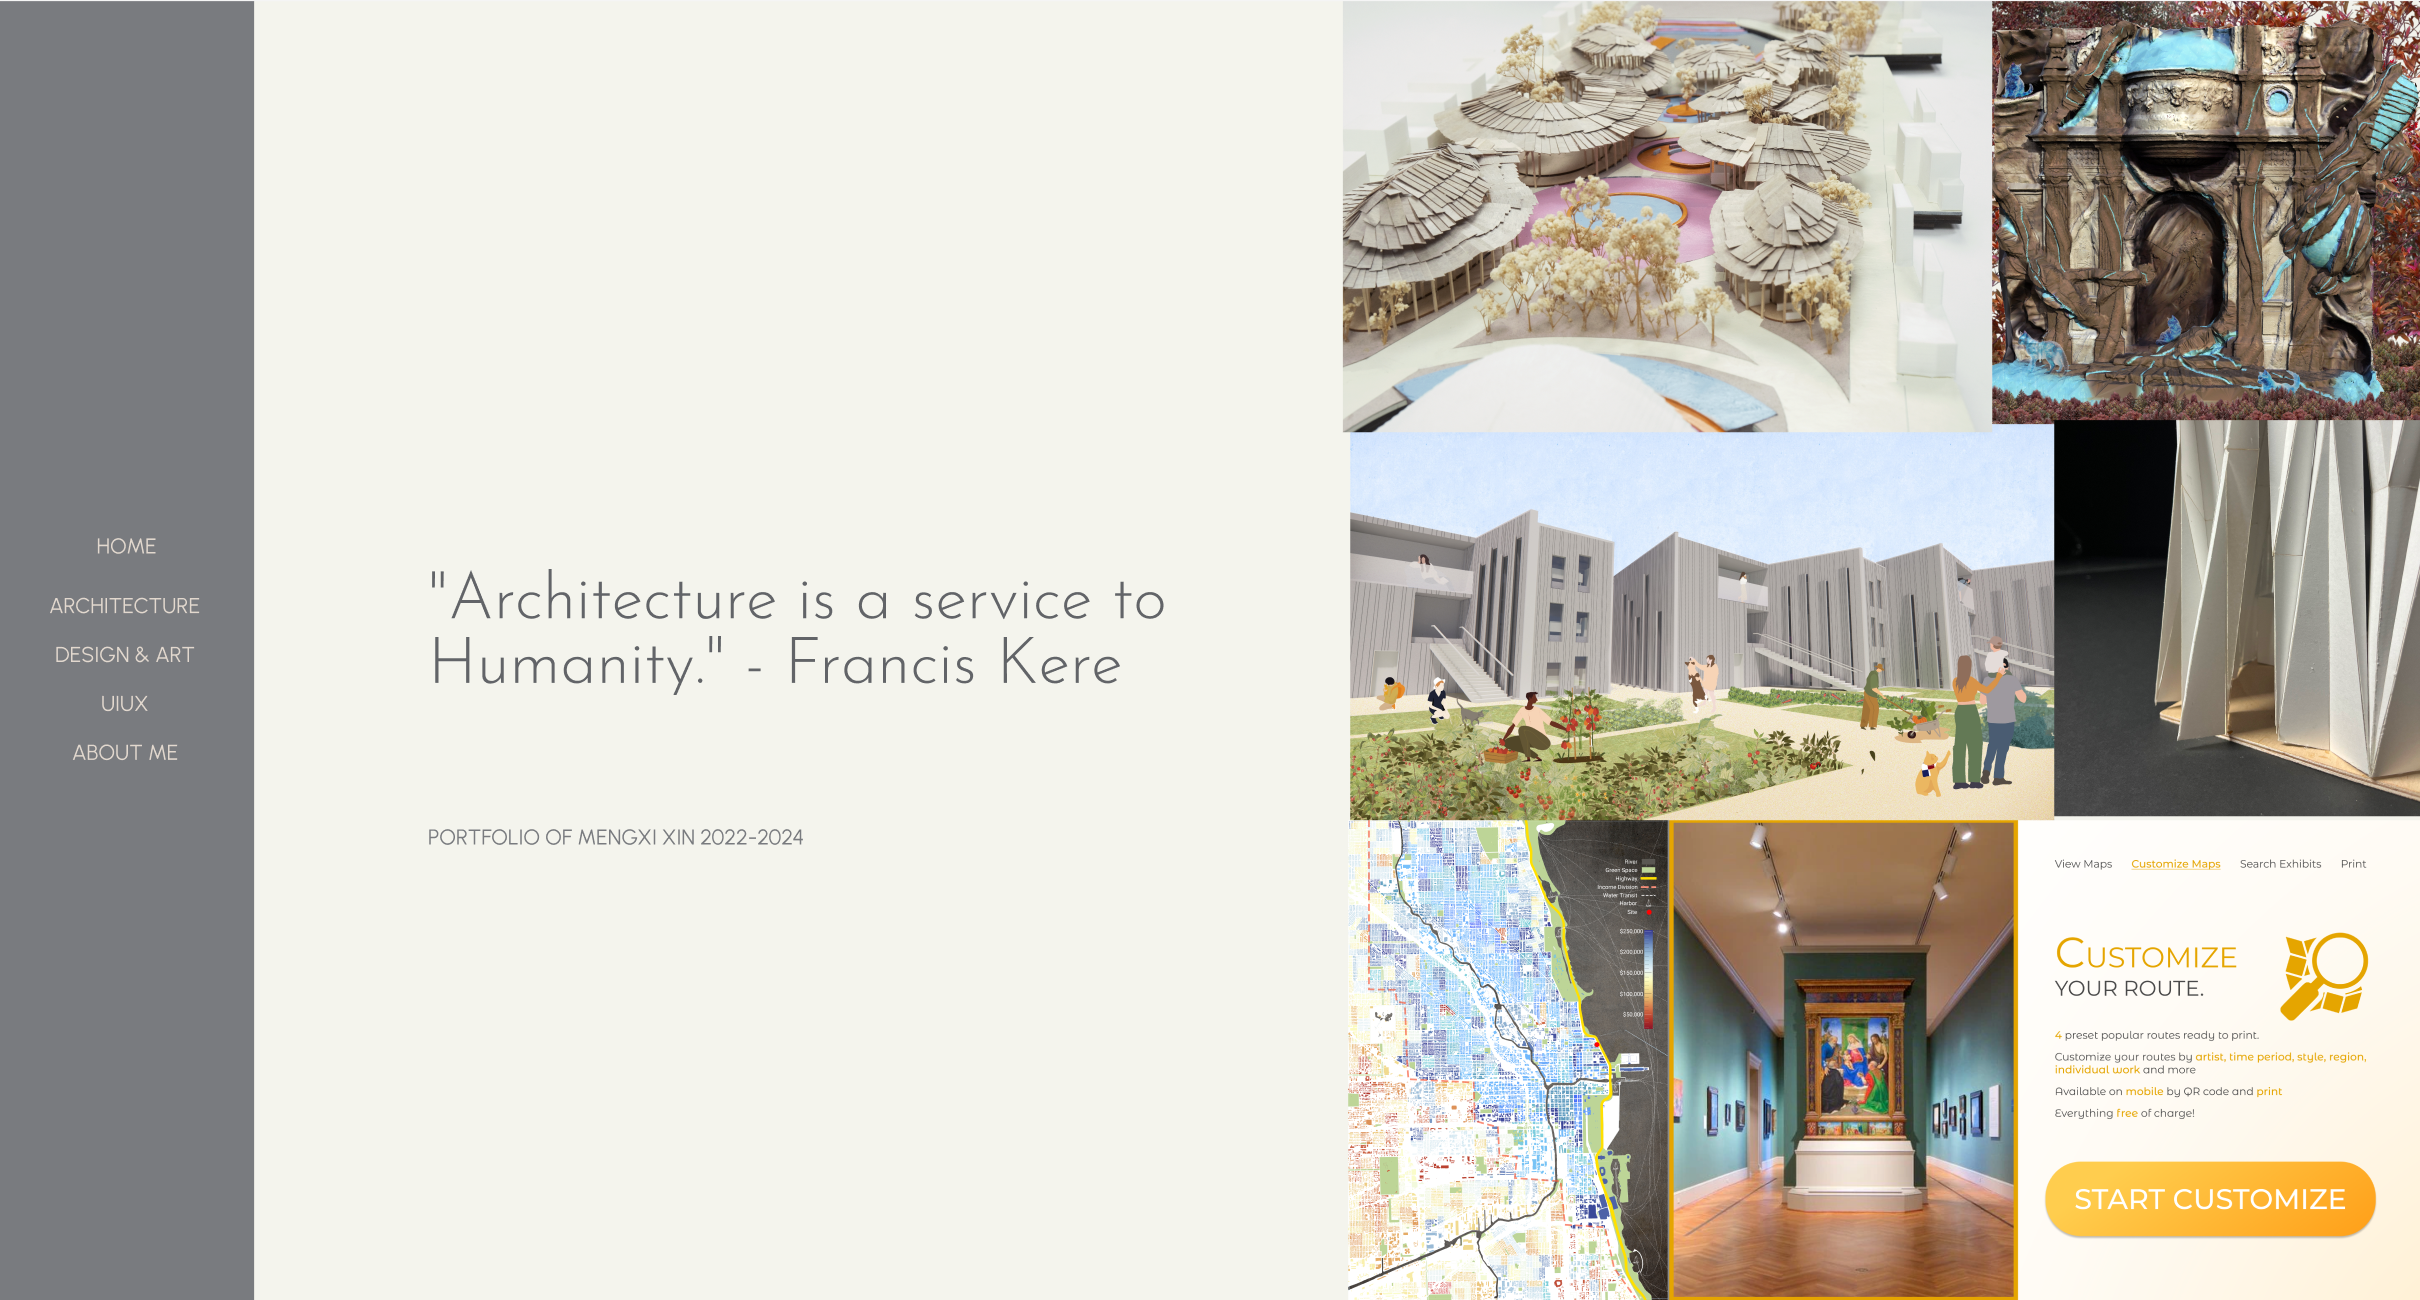 HOME
ARCHITECTURE
DESIGN & ART
UIUX
ABOUT ME
"Architecture is a service to
Humanity." - Francis Kere
PORTFOLIO OF MENGXI XIN 2022-2024
River
Green Space
Highway
Income Division
Water Transit
Harbor
Site
$250,000
$200,000
$150,000
$100,000
$50,000
View Maps Customize Maps Search Exhibits Print
CUSTOMIZE
YOUR ROUTE.
4 preset popular routes ready to print.
Customize your routes by artist, time period, style, region,
individual work and more
Available on mobile by QR code and print
Everything free of charge!
START CUSTOMIZE